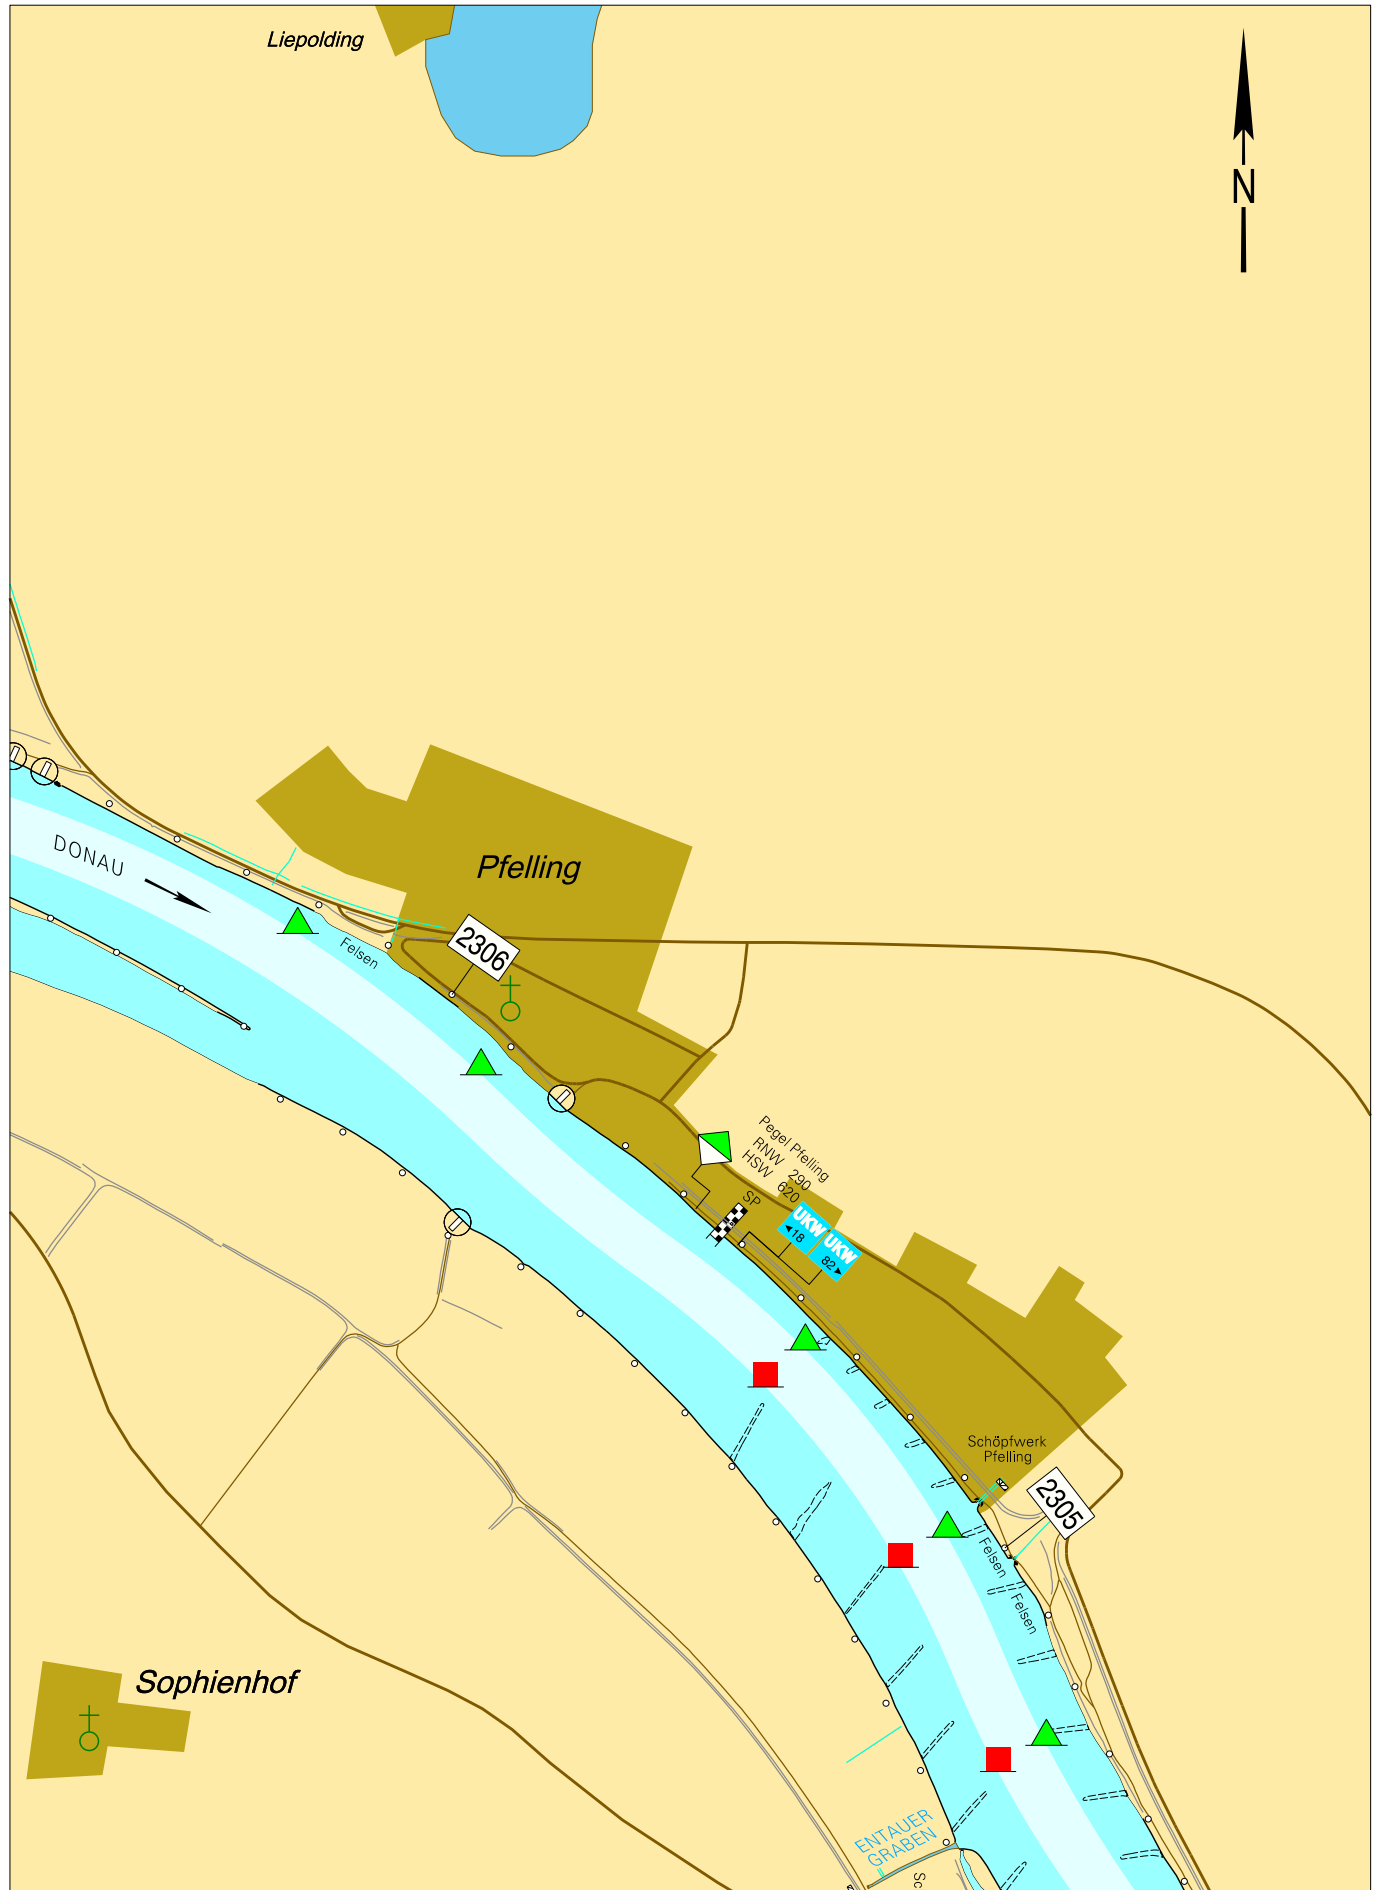 Liepolding
N
DONAU
Pfelling
2306
Felsen
Pegel Pfelling
RNW 290
HSW 620
SP
UKW
18
UKW
82
Schöpfwerk
Pfelling
2305
Felsen
Felsen
Sophienhof
ENTAUER
GRABEN
Sc